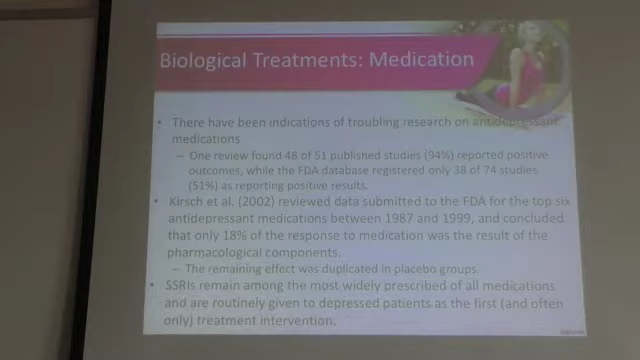 Biological Treatments: Medication
• There have been indications of troubling research on antidepressant
medications
– One review found 48 of 51 published studies (94%) reported positive
outcomes, while the FDA database registered only 38 of 74 studies
(51%) as reporting positive results.
• Kirsch et al. (2002) reviewed data submitted to the FDA for the top six
antidepressant medications between 1987 and 1999, and concluded
that only 18% of the response to medication was the result of the
pharmacological components.
– The remaining effect was duplicated in placebo groups.
• SSRIs remain among the most widely prescribed of all medications
and are routinely given to depressed patients as the first (and often
only) treatment intervention.